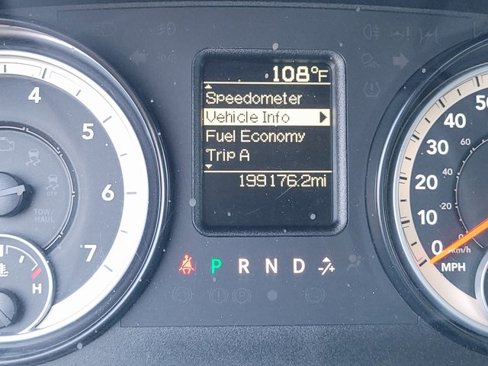 108°F
Speedometer
Vehicle Info
Fuel Economy
Trip A
199176.2mi
P R N D
4
5
6
7
TOW/
HAUL
H
50
40
30
20
10
0
MPH
0
km/h